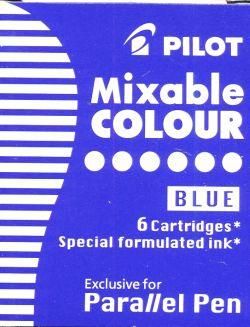 PILOT
Mixable
COLOUR
BLUE
6 Cartridges*
Special formulated ink*
Exclusive for
Parallel Pen